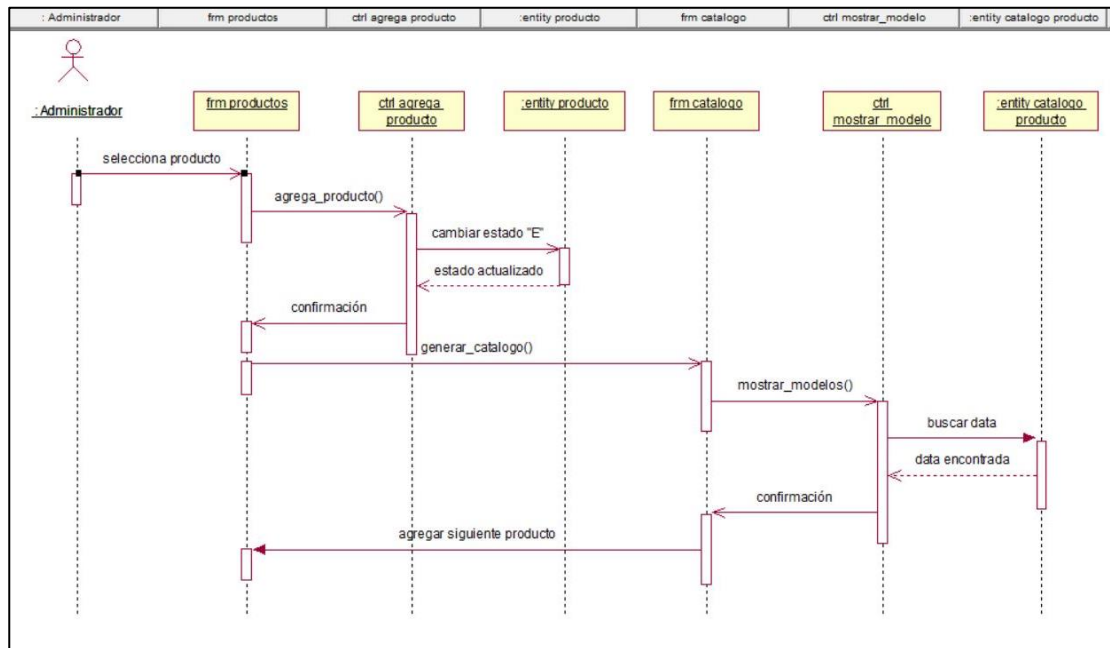 : Administrador
frm productos
ctrl agrega producto
:entity producto
frm catalogo
ctrl mostrar_modelo
:entity catalogo producto
: Administrador
frm productos
ctrl agrega
producto
:entity producto
frm catalogo
ctrl
mostrar_modelo
:entity catalogo
producto
selecciona producto
agrega_producto()
cambiar estado "E"
estado actualizado
confirmación
generar_catalogo()
mostrar_modelos()
buscar data
data encontrada
confirmación
agregar siguiente producto